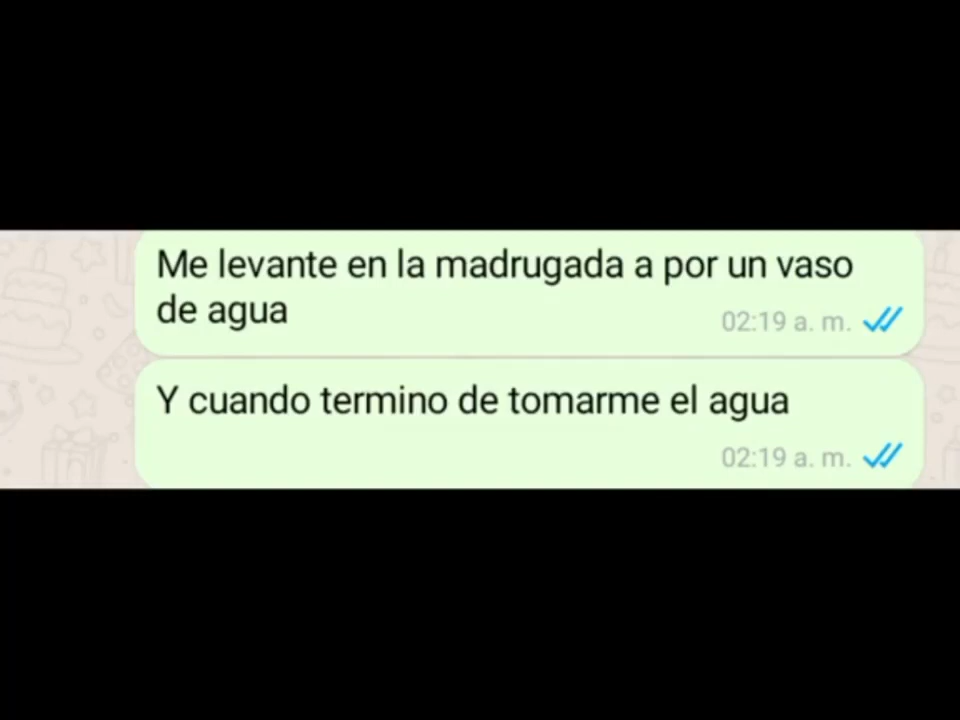 Me levante en la madrugada a por un vaso
de agua
02:19 a. m.
Y cuando termino de tomarme el agua
02:19 a. m.